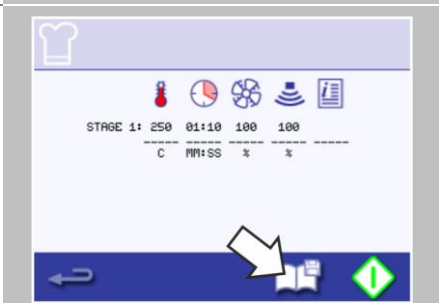 STAGE 1: 250 01:10 100 100
----- ----- ----- ----- -----
C MM:SS % %